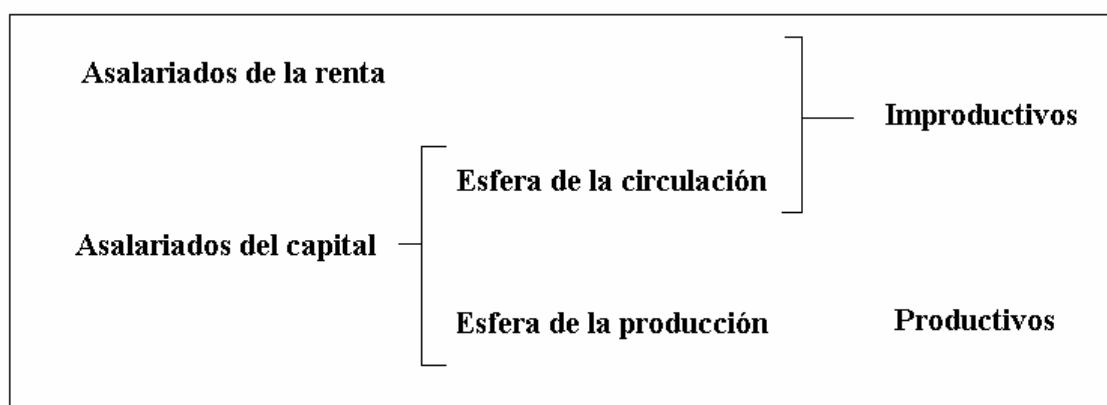 Asalariados de la renta
Improductivos
Esfera de la circulación
Asalariados del capital
Esfera de la producción
Productivos